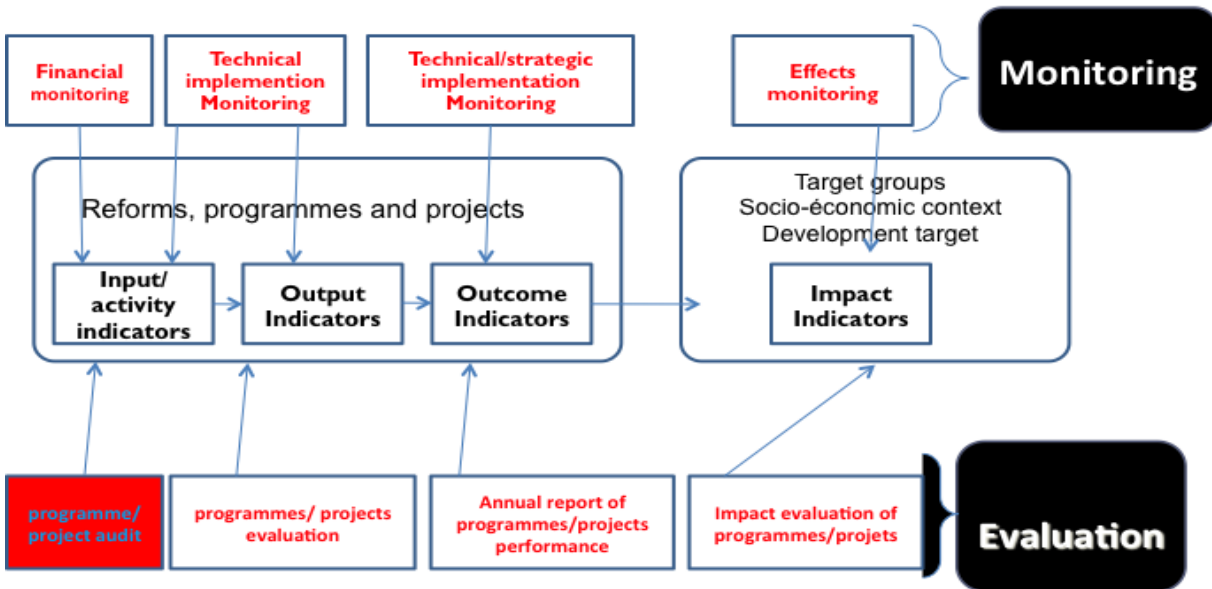 Financial
monitoring
Technical
implemention
Monitoring
Technical/strategic
implementation
Monitoring
Effects
monitoring
Monitoring
Reforms, programmes and projects
Target groups
Socio-économic context
Development target
Input/
activity
indicators
Output
Indicators
Outcome
Indicators
Impact
Indicators
programme/
project audit
programmes/ projects
evaluation
Annual report of
programmes/projects
performance
Impact evaluation of
programmes/projets
Evaluation